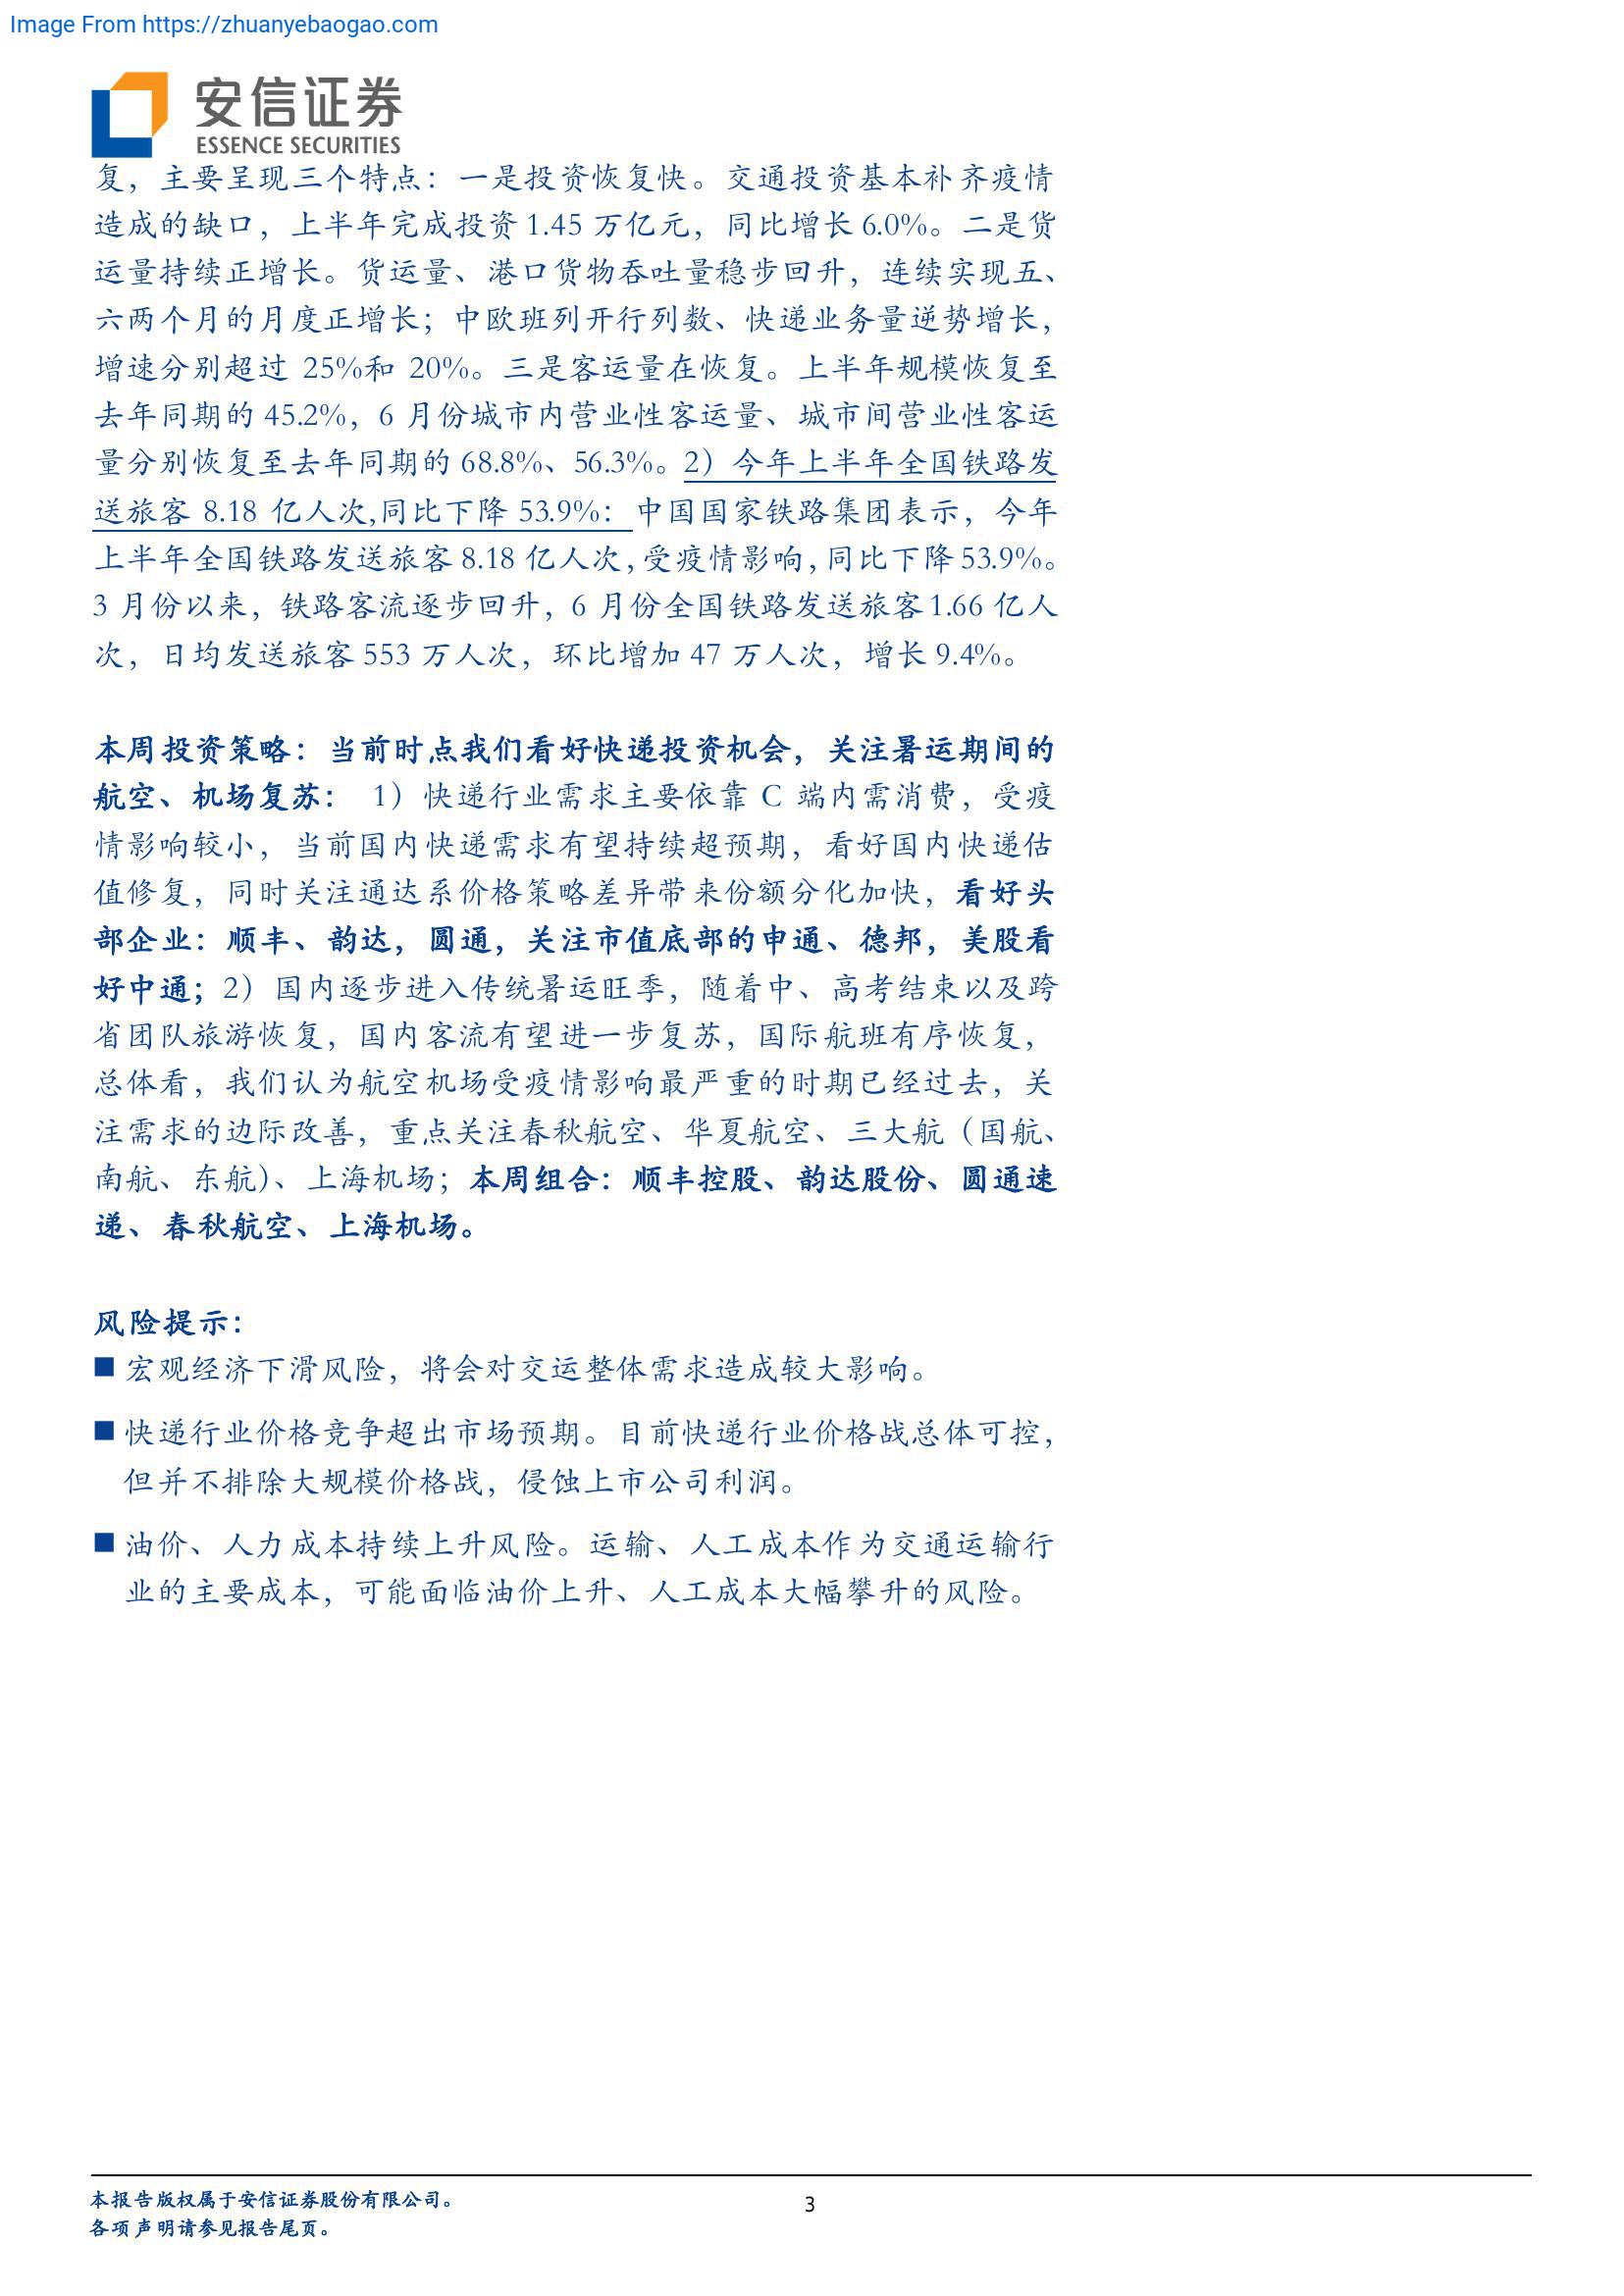 Image From https://zhuanyebaogao.com
安信证券
ESSENCE SECURITIES
复，主要呈现三个特点：一是投资恢复快。交通投资基本补齐疫情
造成的缺口，上半年完成投资 1.45 万亿元，同比增长 6.0%。二是货
运量持续正增长。货运量、港口货物吞吐量稳步回升，连续实现五、
六两个月的月度正增长；中欧班列开行列数、快递业务量逆势增长，
增速分别超过 25%和 20%。三是客运量在恢复。上半年规模恢复至
去年同期的 45.2%，6 月份城市内营业性客运量、城市间营业性客运
量分别恢复至去年同期的 68.8%、56.3%。2）今年上半年全国铁路发
送旅客 8.18 亿人次,同比下降 53.9%：中国国家铁路集团表示，今年
上半年全国铁路发送旅客 8.18 亿人次,受疫情影响,同比下降 53.9%。
3 月份以来，铁路客流逐步回升，6 月份全国铁路发送旅客 1.66 亿人
次，日均发送旅客 553 万人次，环比增加 47 万人次，增长 9.4%。
本周投资策略：当前时点我们看好快递投资机会，关注暑运期间的
航空、机场复苏： 1）快递行业需求主要依靠 C 端内需消费，受疫
情影响较小，当前国内快递需求有望持续超预期，看好国内快递估
值修复，同时关注通达系价格策略差异带来份额分化加快，看好头
部企业：顺丰、韵达，圆通，关注市值底部的申通、德邦，美股看
好中通；2）国内逐步进入传统暑运旺季，随着中、高考结束以及跨
省团队旅游恢复，国内客流有望进一步复苏，国际航班有序恢复，
总体看，我们认为航空机场受疫情影响最严重的时期已经过去，关
注需求的边际改善，重点关注春秋航空、华夏航空、三大航（国航、
南航、东航）、上海机场；本周组合：顺丰控股、韵达股份、圆通速
递、春秋航空、上海机场。
风险提示：
■ 宏观经济下滑风险，将会对交运整体需求造成较大影响。
■ 快递行业价格竞争超出市场预期。目前快递行业价格战总体可控，
但并不排除大规模价格战，侵蚀上市公司利润。
■ 油价、人力成本持续上升风险。运输、人工成本作为交通运输行
业的主要成本，可能面临油价上升、人工成本大幅攀升的风险。
本报告版权属于安信证券股份有限公司。
3
各项声明请参见报告尾页。